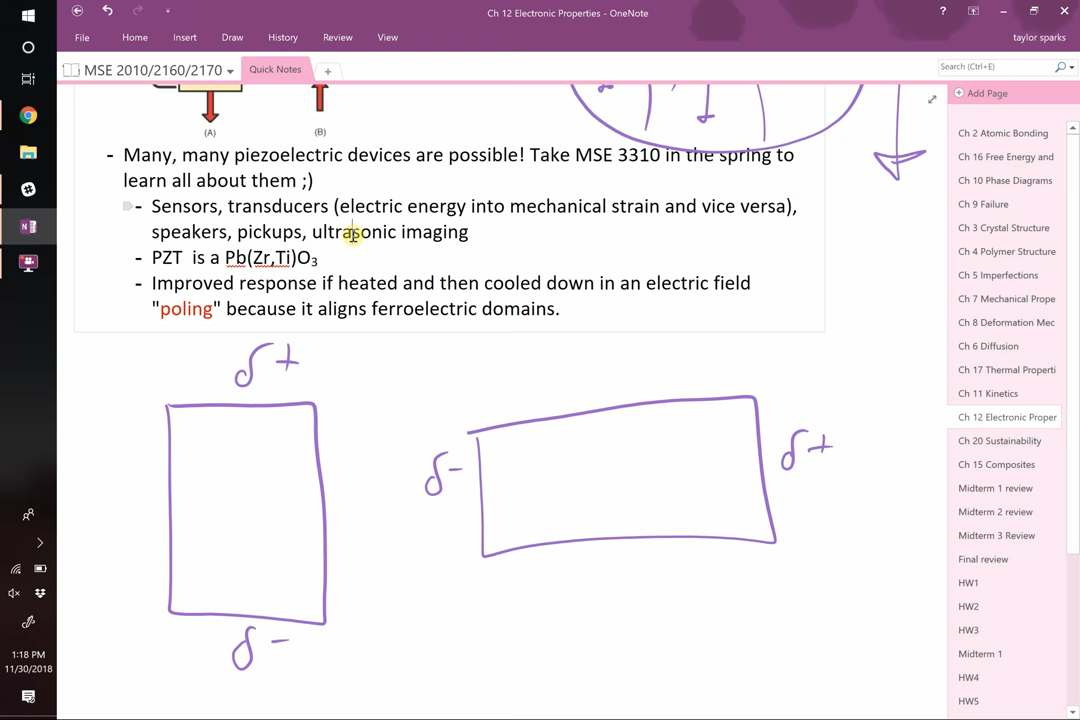 Ch 12 Electronic Properties - OneNote
?
File Home Insert Draw History Review View
taylor sparks
MSE 2010/2160/2170
Quick Notes
+
Search (Ctrl+E)
Add Page
(A) (B)
- Many, many piezoelectric devices are possible! Take MSE 3310 in the spring to
learn all about them ;)
- Sensors, transducers (electric energy into mechanical strain and vice versa),
speakers, pickups, ultrasonic imaging
- PZT is a Pb(Zr,Ti)O₃
- Improved response if heated and then cooled down in an electric field
"poling" because it aligns ferroelectric domains.
δ+
δ-
δ-
δ+
Ch 2 Atomic Bonding
Ch 16 Free Energy and
Ch 10 Phase Diagrams
Ch 9 Failure
Ch 3 Crystal Structure
Ch 4 Polymer Structure
Ch 5 Imperfections
Ch 7 Mechanical Prope
Ch 8 Deformation Mec
Ch 6 Diffusion
Ch 17 Thermal Properti
Ch 11 Kinetics
Ch 12 Electronic Proper
Ch 20 Sustainability
Ch 15 Composites
Midterm 1 review
Midterm 2 review
Midterm 3 Review
Final review
HW1
HW2
HW3
Midterm 1
HW4
HW5
1:18 PM
11/30/2018